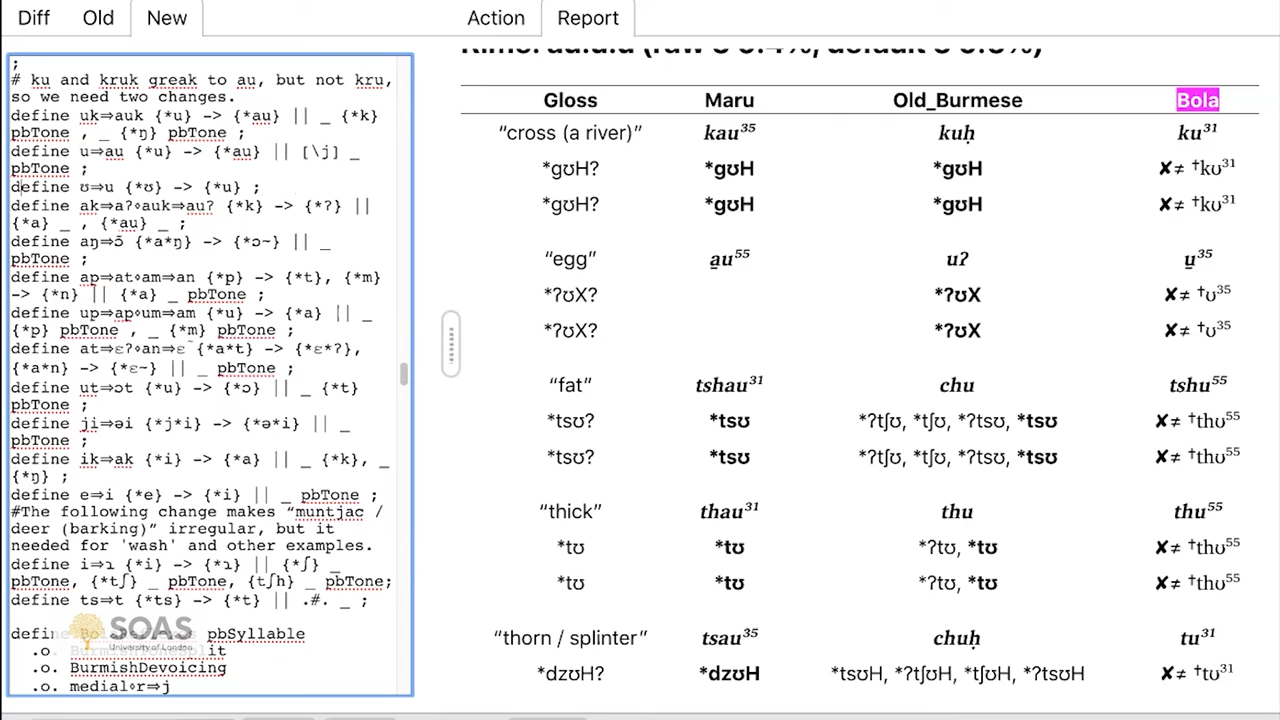 Diff Old New
Action Report
;
# ku and kruk greak to au, but not kru,
so we need two changes.
define uk⇒auk {*u} -> {*au} || _ {*k}
pbTone , _ {*ŋ} pbTone ;
define u⇒au {*u} -> {*au} || [\j] _
pbTone ;
define ʊ⇒u {*ʊ} -> {*u} ;
define ak⇒aʔ⋄auk⇒auʔ {*k} -> {*ʔ} ||
{*a} _ , {*au} _ ;
define aŋ⇒ɔ̃ {*a*ŋ} -> {*ɔ~} || _
pbTone ;
define ap⇒at⋄am⇒an {*p} -> {*t}, {*m}
-> {*n} || {*a} _ pbTone ;
define up⇒ap⋄um⇒am {*u} -> {*a} || _
{*p} pbTone , _ {*m} pbTone ;
define at⇒ɛʔ⋄an⇒ɛ̃ {*a*t} -> {*ɛ*ʔ},
{*a*n} -> {*ɛ~} || _ pbTone ;
define ut⇒ɔt {*u} -> {*ɔ} || _ {*t}
pbTone ;
define ji⇒əi {*j*i} -> {*ə*i} || _
pbTone ;
define ik⇒ak {*i} -> {*a} || _ {*k}, _
{*ŋ} ;
define e⇒i {*e} -> {*i} || _ pbTone ;
#The following change makes “muntjac /
deer (barking)” irregular, but it
needed for 'wash' and other examples.
define i⇒ɿ {*i} -> {*ɿ} || {*ʃ} _
pbTone, {*tʃ} _ pbTone, {tʃh} _ pbTone;
define ts⇒t {*ts} -> {*t} || .#. _ ;
define pbSyllable
.o. BurmishToneSplit
.o. BurmishDevoicing
.o. medial⋄r⇒j
SOAS
University of London
Gloss Maru Old_Burmese Bola
“cross (a river)” kau³⁵ kuḥ ku³¹
*gʊH? *gʊH *gʊH ✘≠ †kʊ³¹
*gʊH? *gʊH *gʊH ✘≠ †kʊ³¹
“egg” a̱u⁵⁵ uʔ u̱³⁵
*ʔʊX? *ʔʊX ✘≠ †ʊ³⁵
*ʔʊX? *ʔʊX ✘≠ †ʊ³⁵
“fat” tshau³¹ chu tshu⁵⁵
*tsʊ? *tsʊ *ʔtʃʊ, *tʃʊ, *ʔtsʊ, *tsʊ ✘≠ †thʊ⁵⁵
*tsʊ? *tsʊ *ʔtʃʊ, *tʃʊ, *ʔtsʊ, *tsʊ ✘≠ †thʊ⁵⁵
“thick” thau³¹ thu thu⁵⁵
*tʊ *tʊ *ʔtʊ, *tʊ ✘≠ †thʊ⁵⁵
*tʊ *tʊ *ʔtʊ, *tʊ ✘≠ †thʊ⁵⁵
“thorn / splinter” tsau³⁵ chuḥ tu³¹
*dzʊH? *dzʊH *tsʊH, *ʔtʃʊH, *tʃʊH, *ʔtsʊH ✘≠ †tʊ³¹